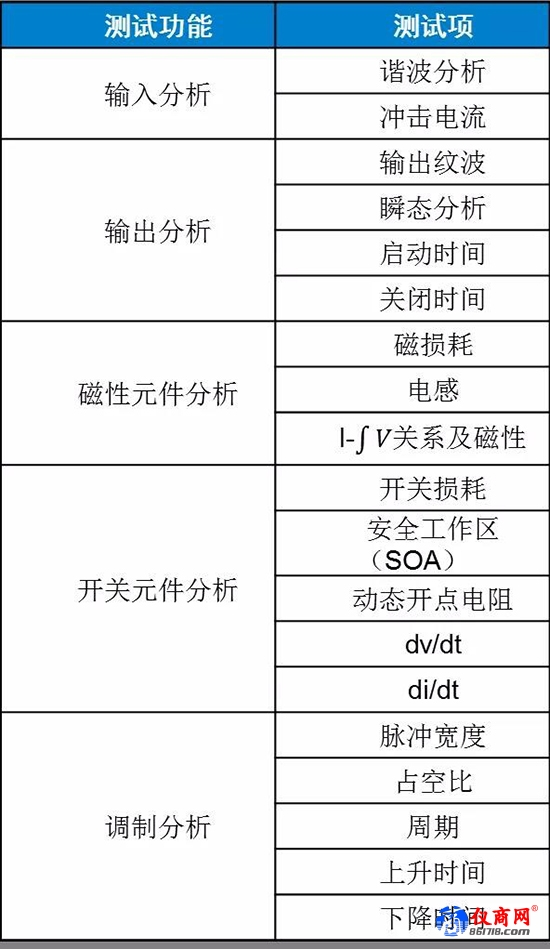 测试功能 测试项
输入分析
谐波分析
冲击电流
输出分析
输出纹波
瞬态分析
启动时间
关闭时间
磁性元件分析
磁损耗
电感
I-∫V关系及磁性
开关元件分析
开关损耗
安全工作区
（SOA）
动态开点电阻
dv/dt
di/dt
调制分析
脉冲宽度
占空比
周期
上升时间
下降时间
仪商网®
861718.com